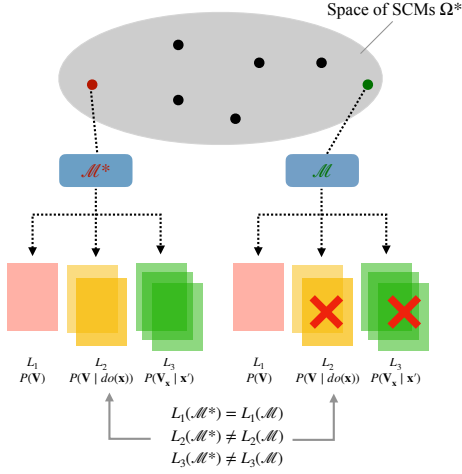 Space of SCMs Ω*
ℳ* ℳ
L₁ L₂ L₃ L₁ L₂ L₃
P(V) P(V | do(x)) P(Vₓ | x′) P(V) P(V | do(x)) P(Vₓ | x′)
L₁(ℳ*) = L₁(ℳ)
L₂(ℳ*) ≠ L₂(ℳ)
L₃(ℳ*) ≠ L₃(ℳ)